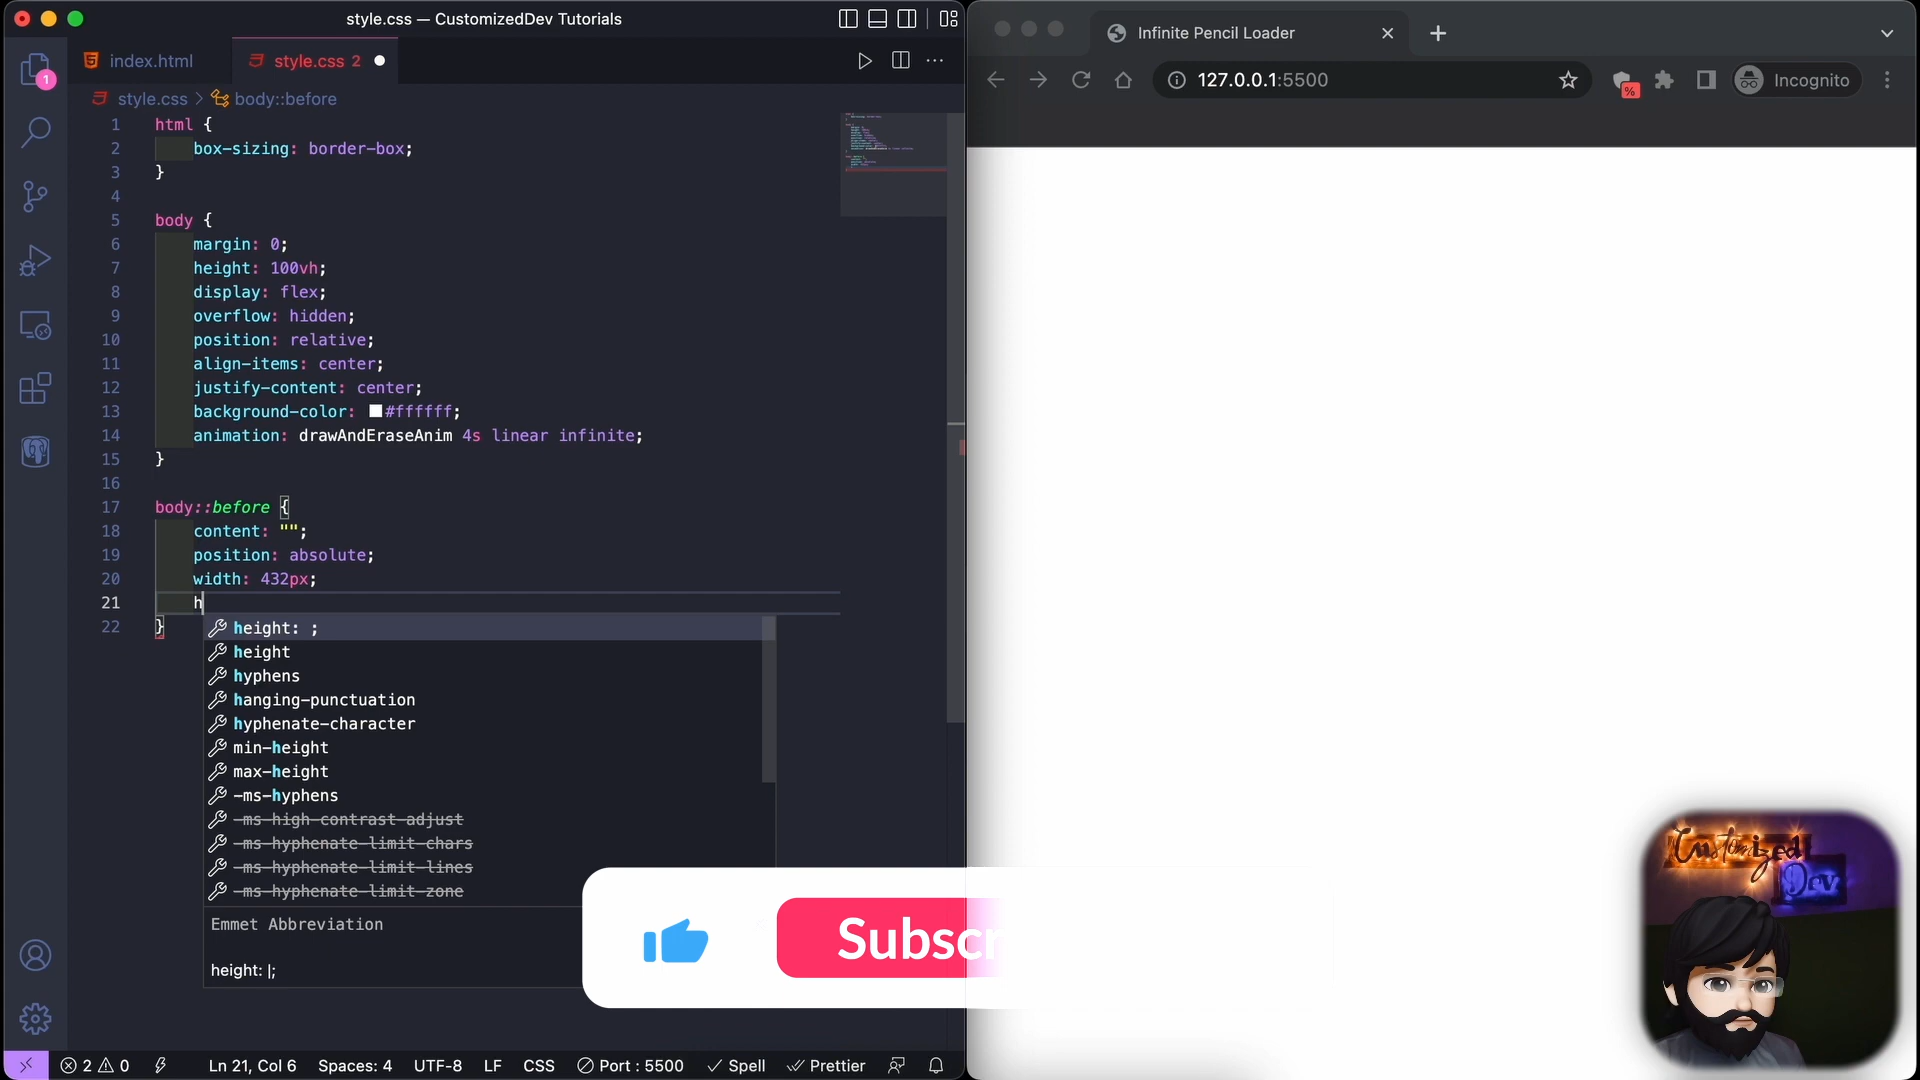 style.css — CustomizedDev Tutorials
index.html
style.css 2
style.css > body::before
1 html {
2 box-sizing: border-box;
3 }
4
5 body {
6 margin: 0;
7 height: 100vh;
8 display: flex;
9 overflow: hidden;
10 position: relative;
11 align-items: center;
12 justify-content: center;
13 background-color: #ffffff;
14 animation: drawAndEraseAnim 4s linear infinite;
15 }
16
17 body::before {
18 content: "";
19 position: absolute;
20 width: 432px;
21 h
22 }
height: ;
height
hyphens
hanging-punctuation
hyphenate-character
min-height
max-height
-ms-hyphens
-ms-high-contrast-adjust
-ms-hyphenate-limit-chars
-ms-hyphenate-limit-lines
-ms-hyphenate-limit-zone
Emmet Abbreviation
height: |;
1
2 0
Ln 21, Col 6
Spaces: 4
UTF-8
LF
CSS
Port : 5500
Spell
Prettier
Infinite Pencil Loader
127.0.0.1:5500
%
Incognito
Subscr
Customized
Dev